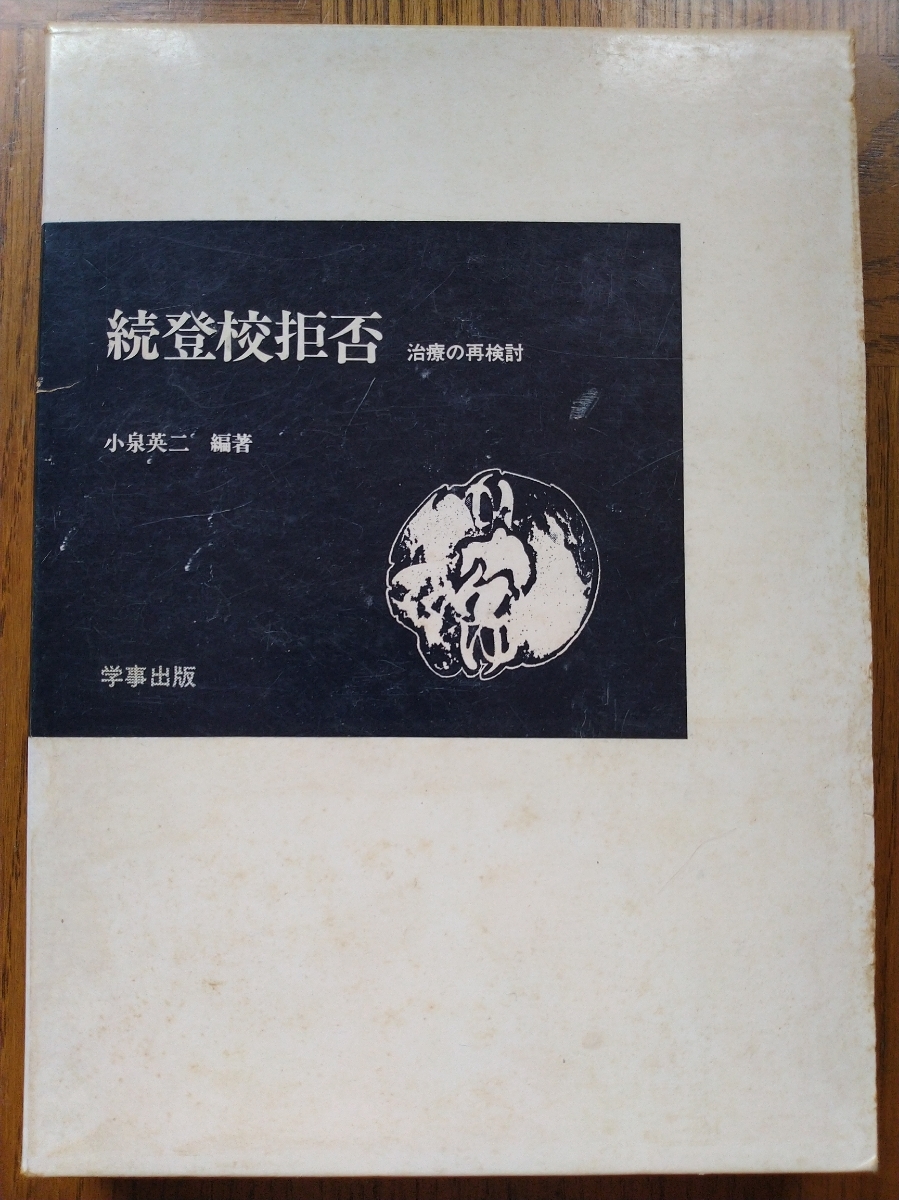 続登校拒否 治療の再検討
小泉英二 編著
学事出版